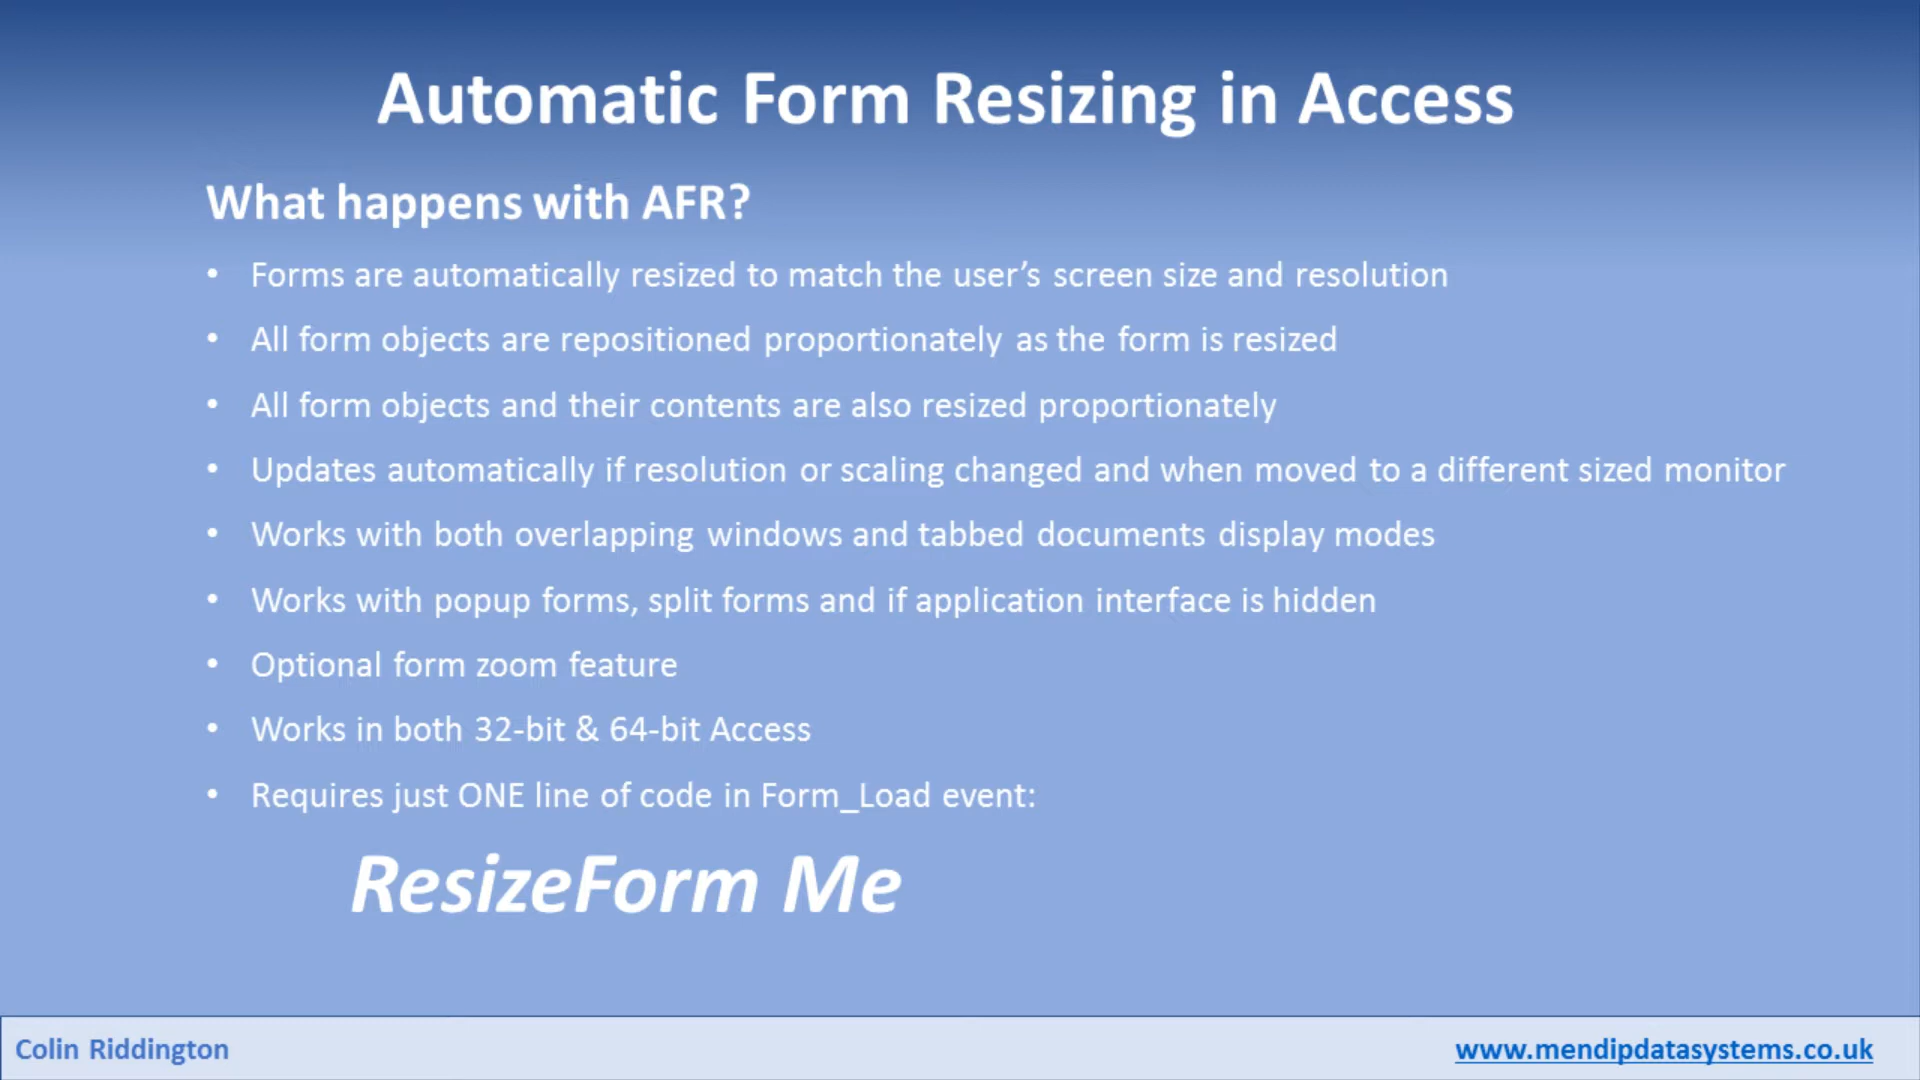 Automatic Form Resizing in Access
What happens with AFR?
• Forms are automatically resized to match the user’s screen size and resolution
• All form objects are repositioned proportionately as the form is resized
• All form objects and their contents are also resized proportionately
• Updates automatically if resolution or scaling changed and when moved to a different sized monitor
• Works with both overlapping windows and tabbed documents display modes
• Works with popup forms, split forms and if application interface is hidden
• Optional form zoom feature
• Works in both 32-bit & 64-bit Access
• Requires just ONE line of code in Form_Load event:
ResizeForm Me
Colin Riddington
www.mendipdatasystems.co.uk